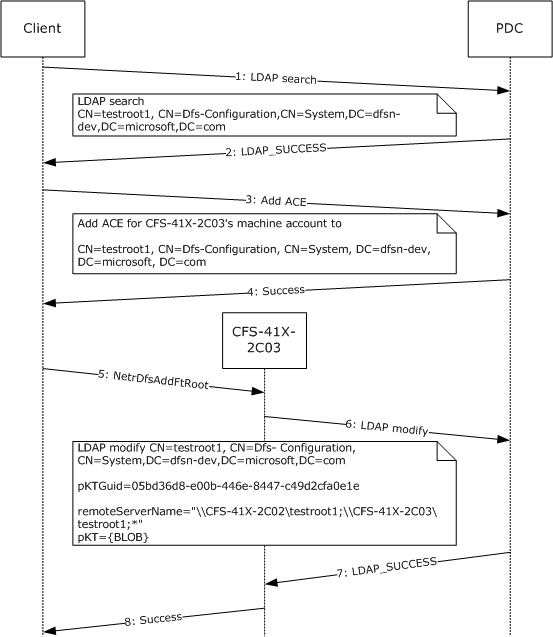 Client
PDC
1: LDAP search
LDAP search
CN=testroot1, CN=Dfs-Configuration,CN=System,DC=dfsn-
dev,DC=microsoft,DC=com
2: LDAP_SUCCESS
3: Add ACE
Add ACE for CFS-41X-2C03's machine account to
CN=testroot1, CN=Dfs-Configuration, CN=System, DC=dfsn-dev,
DC=microsoft, DC=com
4: Success
CFS-41X-
2C03
5: NetrDfsAddFtRoot
6: LDAP modify
LDAP modify CN=testroot1, CN=Dfs- Configuration,
CN=System,DC=dfsn-dev,DC=microsoft,DC=com
pKTGuid=05bd36d8-e00b-446e-8447-c49d2cfa0e1e
remoteServerName="\\CFS-41X-2C02\testroot1;\\CFS-41X-2C03\
testroot1;*"
pKT={BLOB}
7: LDAP_SUCCESS
8: Success